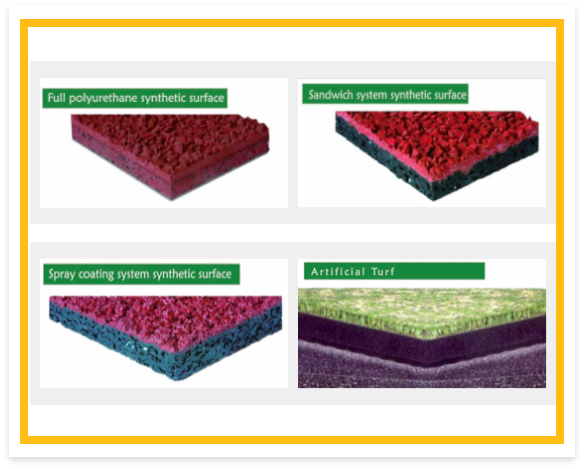 Full polyurethane synthetic surface
Sandwich system synthetic surface
Spray coating system synthetic surface
Artificial Turf